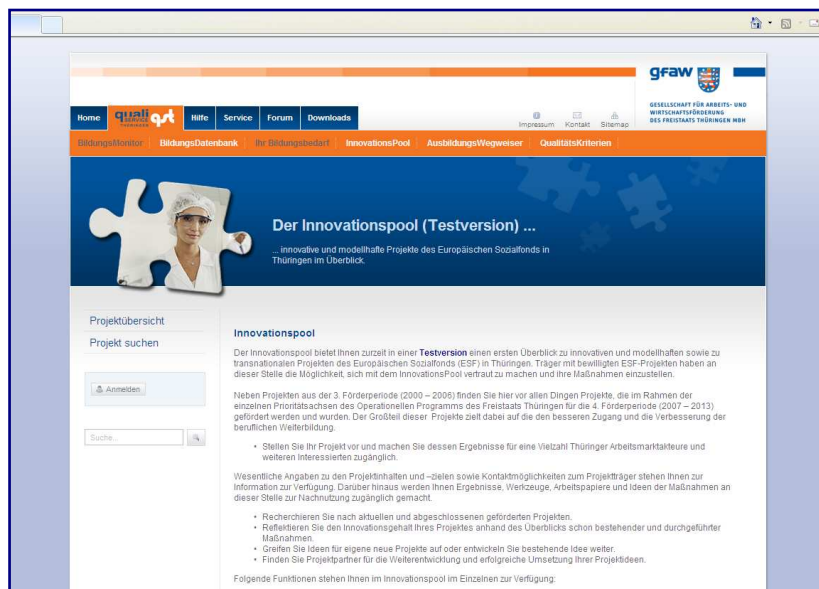 gfaw
GESELLSCHAFT FÜR ARBEITS- UND
WIRTSCHAFTSFÖRDERUNG
DES FREISTAATS THÜRINGEN MBH
Home
quali
SERVICE
THÜRINGEN
qst
Hilfe
Service
Forum
Downloads
Impressum
Kontakt
Sitemap
BildungsMonitor
BildungsDatenbank
Ihr Bildungsbedarf
InnovationsPool
AusbildungsWegweiser
QualitätsKriterien
Der Innovationspool (Testversion) ...
... innovative und modellhafte Projekte des Europäischen Sozialfonds in
Thüringen im Überblick.
Projektübersicht
Projekt suchen
Anmelden
Suche...
Innovationspool
Der Innovationspool bietet Ihnen zurzeit in einer Testversion einen ersten Überblick zu innovativen und modellhaften sowie zu
transnationalen Projekten des Europäischen Sozialfonds (ESF) in Thüringen. Träger mit bewilligten ESF-Projekten haben an
dieser Stelle die Möglichkeit, sich mit dem InnovationsPool vertraut zu machen und Ihre Maßnahmen einzustellen.
Neben Projekten aus der 3. Förderperiode (2000 – 2006) finden Sie hier vor allen Dingen Projekte, die im Rahmen der
einzelnen Prioritätsachsen des Operationellen Programms des Freistaats Thüringen für die 4. Förderperiode (2007 – 2013)
gefördert werden und wurden. Der Großteil dieser Projekte zielt dabei auf die den besseren Zugang und die Verbesserung der
beruflichen Weiterbildung.
• Stellen Sie Ihr Projekt vor und machen Sie dessen Ergebnisse für eine Vielzahl Thüringer Arbeitsmarktakteure und
weiteren Interessierten zugänglich.
Wesentliche Angaben zu den Projektinhalten und –zielen sowie Kontaktmöglichkeiten zum Projektträger stehen Ihnen zur
Information zur Verfügung. Darüber hinaus werden Ihnen Ergebnisse, Werkzeuge, Arbeitspapiere und Ideen der Maßnahmen an
dieser Stelle zur Nachnutzung zugänglich gemacht.
• Recherchieren Sie nach aktuellen und abgeschlossenen geförderten Projekten.
• Reflektieren Sie den Innovationsgehalt Ihres Projektes anhand des Überblicks schon bestehender und durchgeführter
Maßnahmen.
• Greifen Sie Ideen für eigene neue Projekte auf oder entwickeln Sie bestehende Idee weiter.
• Finden Sie Projektpartner für die Weiterentwicklung und erfolgreiche Umsetzung Ihrer Projektideen.
Folgende Funktionen stehen Ihnen im Innovationspool im Einzelnen zur Verfügung: